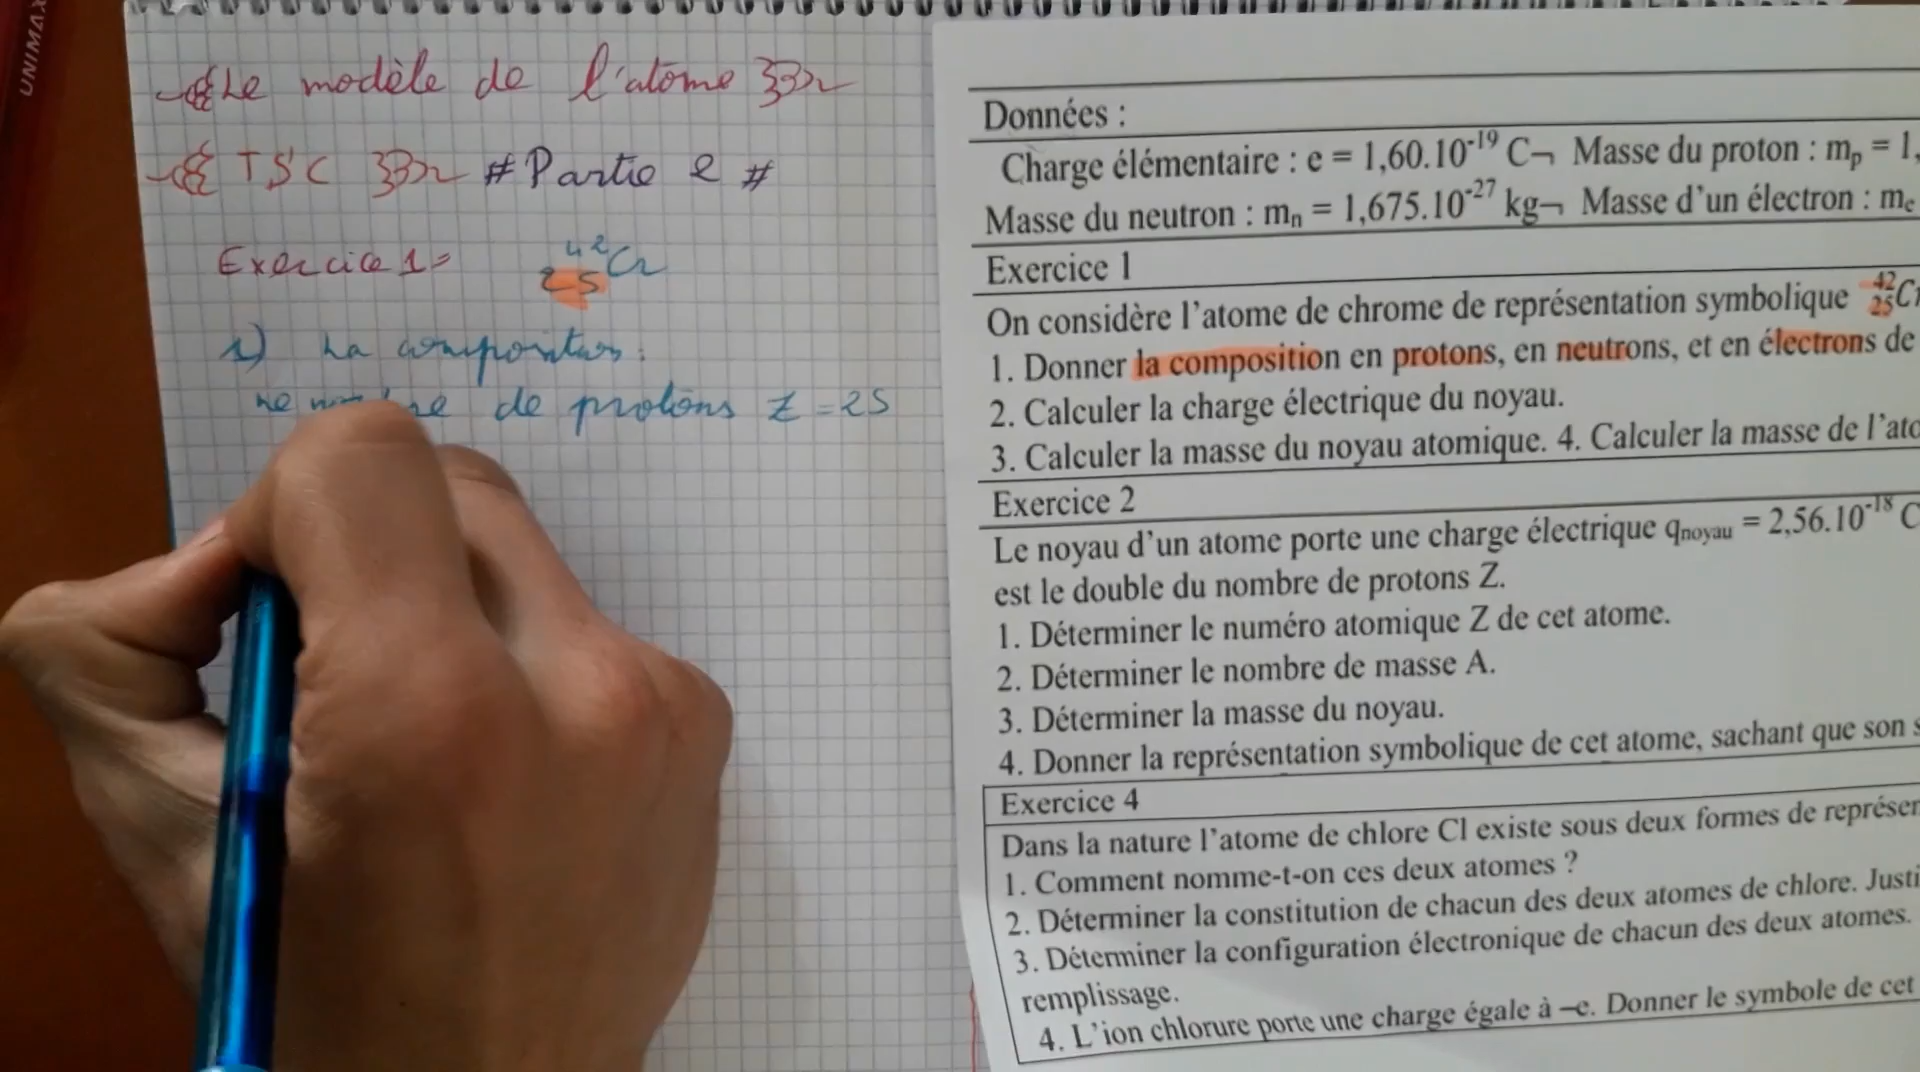 UNIMAX
Le modèle de l'atome
TSC # Partie 2 #
Exercice 1=
42
25 Cr
1) La composition:
Le nombre de protons Z = 25
Données :
Charge élémentaire : e = 1,60.10-19 C¬ Masse du proton : mp = 1,
Masse du neutron : mn = 1,675.10-27 kg¬ Masse d'un électron : me
Exercice 1
On considère l'atome de chrome de représentation symbolique 42 25 Cr
1. Donner la composition en protons, en neutrons, et en électrons de
2. Calculer la charge électrique du noyau.
3. Calculer la masse du noyau atomique. 4. Calculer la masse de l'ato
Exercice 2
Le noyau d'un atome porte une charge électrique qnoyau = 2,56.10-18 C
est le double du nombre de protons Z.
1. Déterminer le numéro atomique Z de cet atome.
2. Déterminer le nombre de masse A.
3. Déterminer la masse du noyau.
4. Donner la représentation symbolique de cet atome, sachant que son s
Exercice 4
Dans la nature l'atome de chlore Cl existe sous deux formes de représen
1. Comment nomme-t-on ces deux atomes ?
2. Déterminer la constitution de chacun des deux atomes de chlore. Justi
3. Déterminer la configuration électronique de chacun des deux atomes.
remplissage.
4. L'ion chlorure porte une charge égale à –e. Donner le symbole de cet